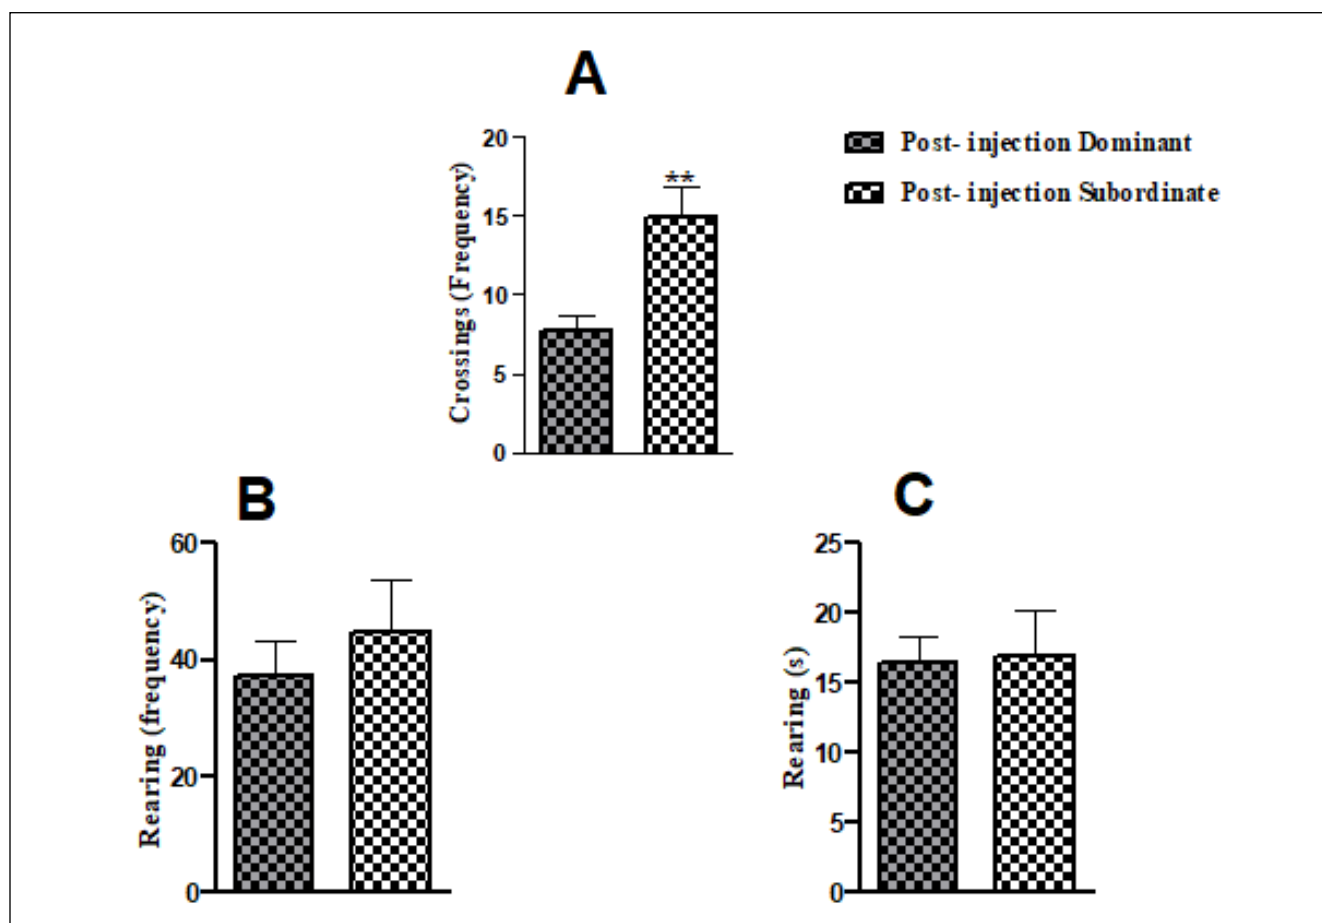 A
20
15
10
5
0
Crossings (Frequency)
**
Post- injection Dominant
Post- injection Subordinate
B
60
40
20
0
Rearing (frequency)
C
25
20
15
10
5
0
Rearing (s)